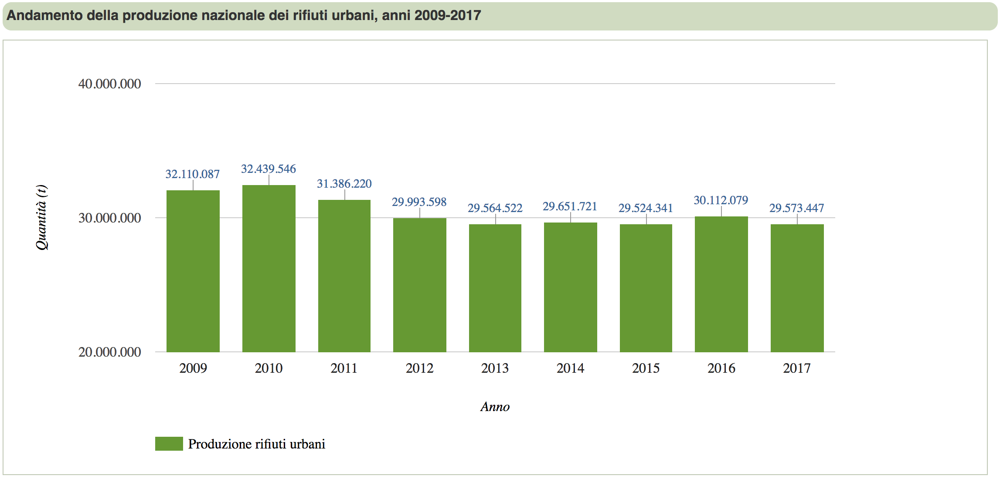 Andamento della produzione nazionale dei rifiuti urbani, anni 2009-2017
40.000.000
30.000.000
20.000.000
Quantità (t)
32.110.087
32.439.546
31.386.220
29.993.598
29.564.522
29.651.721
29.524.341
30.112.079
29.573.447
2009 2010 2011 2012 2013 2014 2015 2016 2017
Anno
Produzione rifiuti urbani